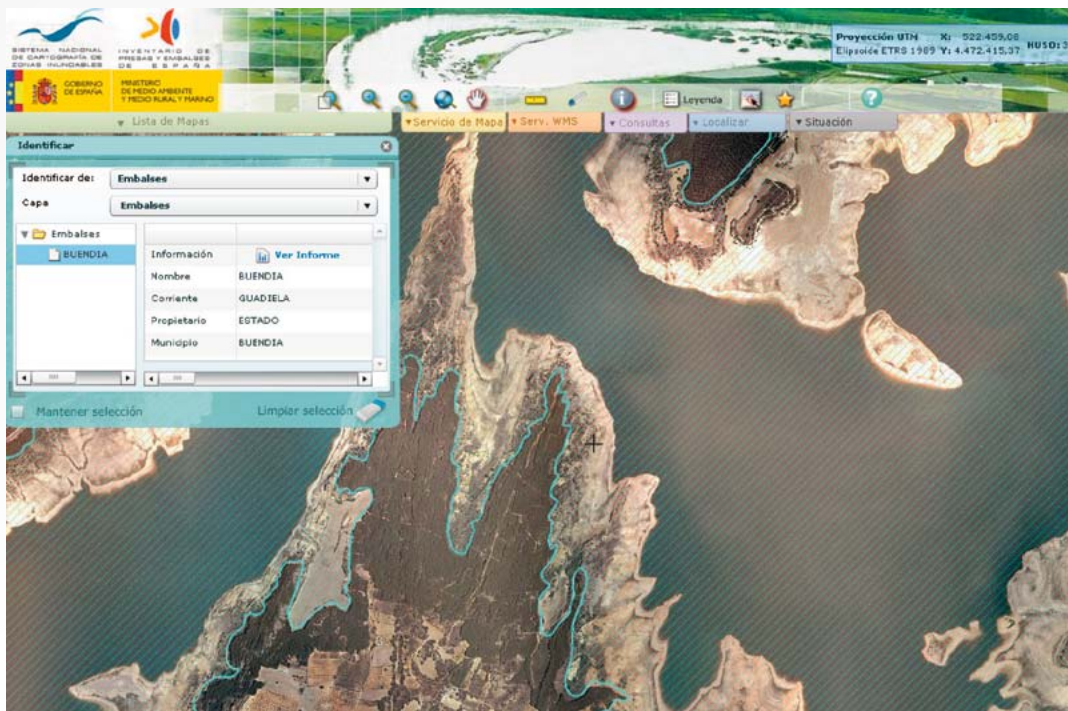 SISTEMA NACIONAL
DE CARTOGRAFÍA DE
ZONAS INUNDABLES
INVENTARIO DE
PRESAS Y EMBALSES
DE ESPAÑA
GOBIERNO
DE ESPAÑA
MINISTERIO
DE MEDIO AMBIENTE
Y MEDIO RURAL Y MARINO
Proyección UTM X: 522.459,08
Elipsoide ETRS 1989 Y: 4.472.415,37
HUSO: 3
Leyenda
Lista de Mapas
Servicio de Mapa
Serv. WMS
Consultas
Localizar
Situación
Identificar
Identificar de: Embalses
Capa Embalses
Embalses
BUENDIA
Información Ver Informe
Nombre BUENDIA
Corriente GUADIELA
Propietario ESTADO
Municipio BUENDIA
Mantener selección
Limpiar selección